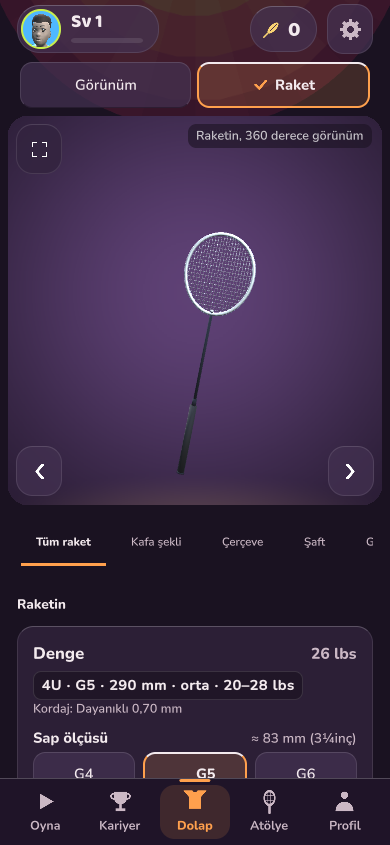 Sv 1
0
Görünüm
Raket
Raketin, 360 derece görünüm
Tüm raket
Kafa şekli
Çerçeve
Şaft
G
Raketin
Denge
26 lbs
4U · G5 · 290 mm · orta · 20–28 lbs
Kordaj: Dayanıklı 0,70 mm
Sap ölçüsü
≈ 83 mm (3¼inç)
G4
G5
G6
Oyna
Kariyer
Dolap
Atölye
Profil